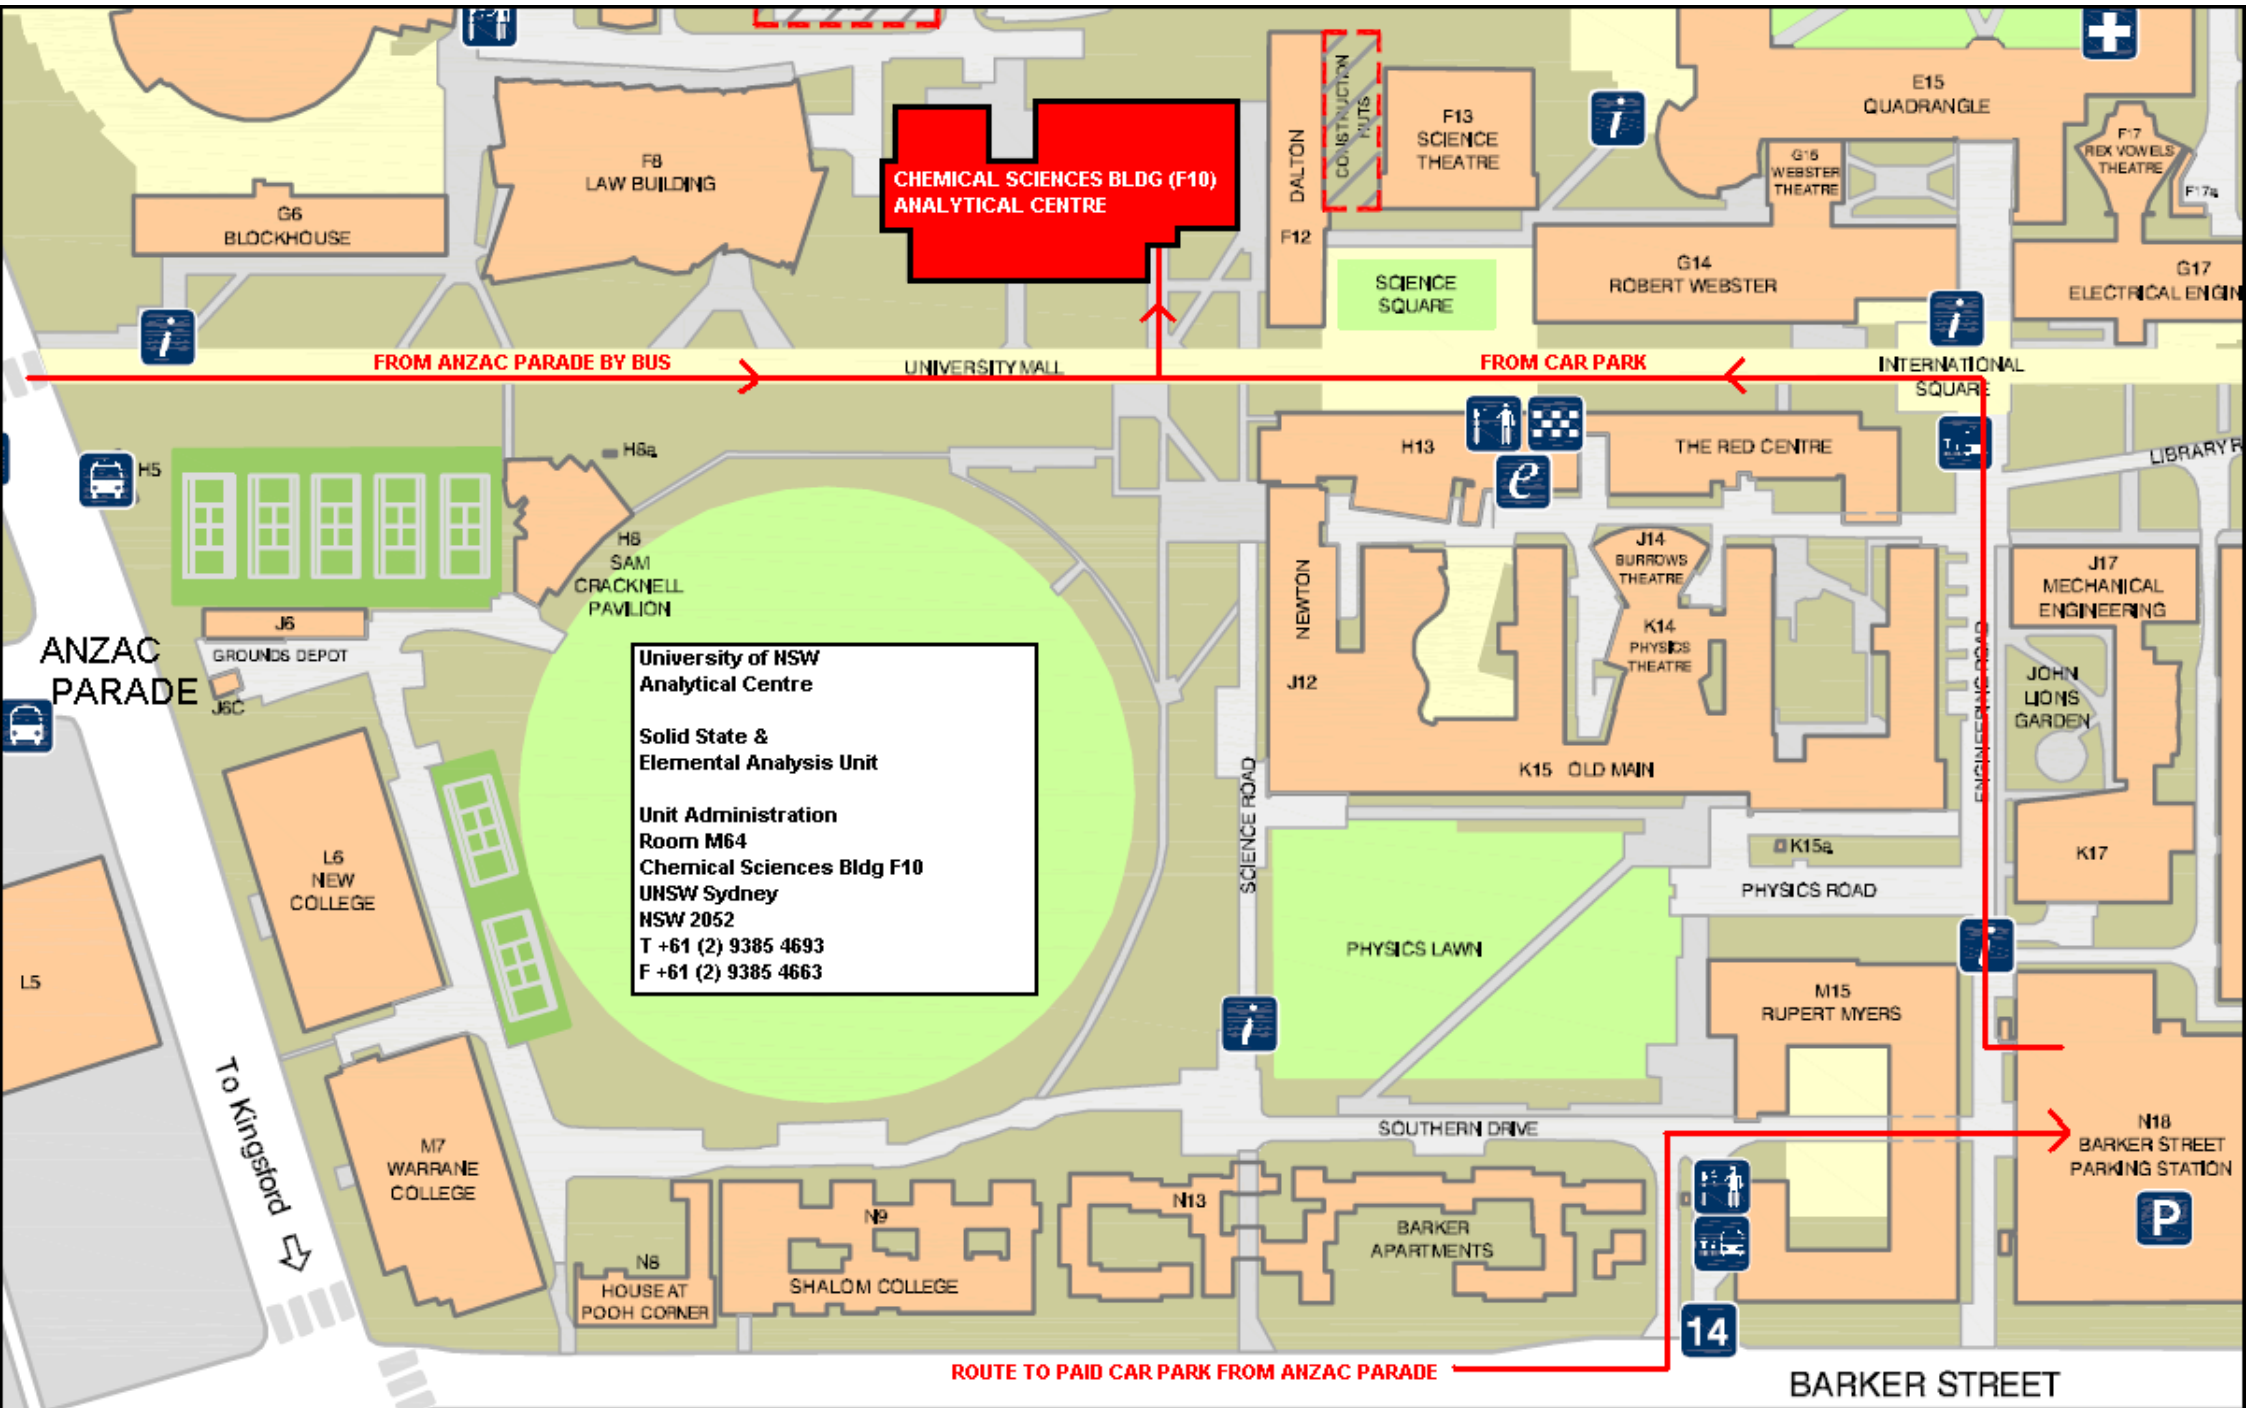 E15
QUADRANGLE
F8
LAW BUILDING
CHEMICAL SCIENCES BLDG (F10)
ANALYTICAL CENTRE
DALTON
F12
CONSTRUCTION
HUTS
F13
SCIENCE
THEATRE
G16
WEBSTER
THEATRE
F17
REX VOWELS
THEATRE
F17a
G6
BLOCKHOUSE
SCIENCE
SQUARE
G14
ROBERT WEBSTER
G17
ELECTRICAL ENGIN
FROM ANZAC PARADE BY BUS
UNIVERSITY MALL
FROM CAR PARK
INTERNATIONAL
SQUARE
H5
H8a
H13
e
THE RED CENTRE
LIBRARY R
H8
SAM
CRACKNELL
PAVILION
J6
GROUNDS DEPOT
J6C
ANZAC
PARADE
NEWTON
J12
J14
BURROWS
THEATRE
K14
PHYSICS
THEATRE
J17
MECHANICAL
ENGINEERING
ENGINEERING ROAD
JOHN
LIONS
GARDEN
K15 OLD MAIN
University of NSW
Analytical Centre
Solid State &
Elemental Analysis Unit
Unit Administration
Room M64
Chemical Sciences Bldg F10
UNSW Sydney
NSW 2052
T +61 (2) 9385 4693
F +61 (2) 9385 4663
SCIENCE ROAD
K15a
PHYSICS ROAD
K17
L6
NEW
COLLEGE
L5
PHYSICS LAWN
M15
RUPERT MYERS
To Kingsford
M7
WARRANE
COLLEGE
SOUTHERN DRIVE
N18
BARKER STREET
PARKING STATION
P
N8
HOUSE AT
POOH CORNER
N9
SHALOM COLLEGE
N13
BARKER
APARTMENTS
14
ROUTE TO PAID CAR PARK FROM ANZAC PARADE
BARKER STREET